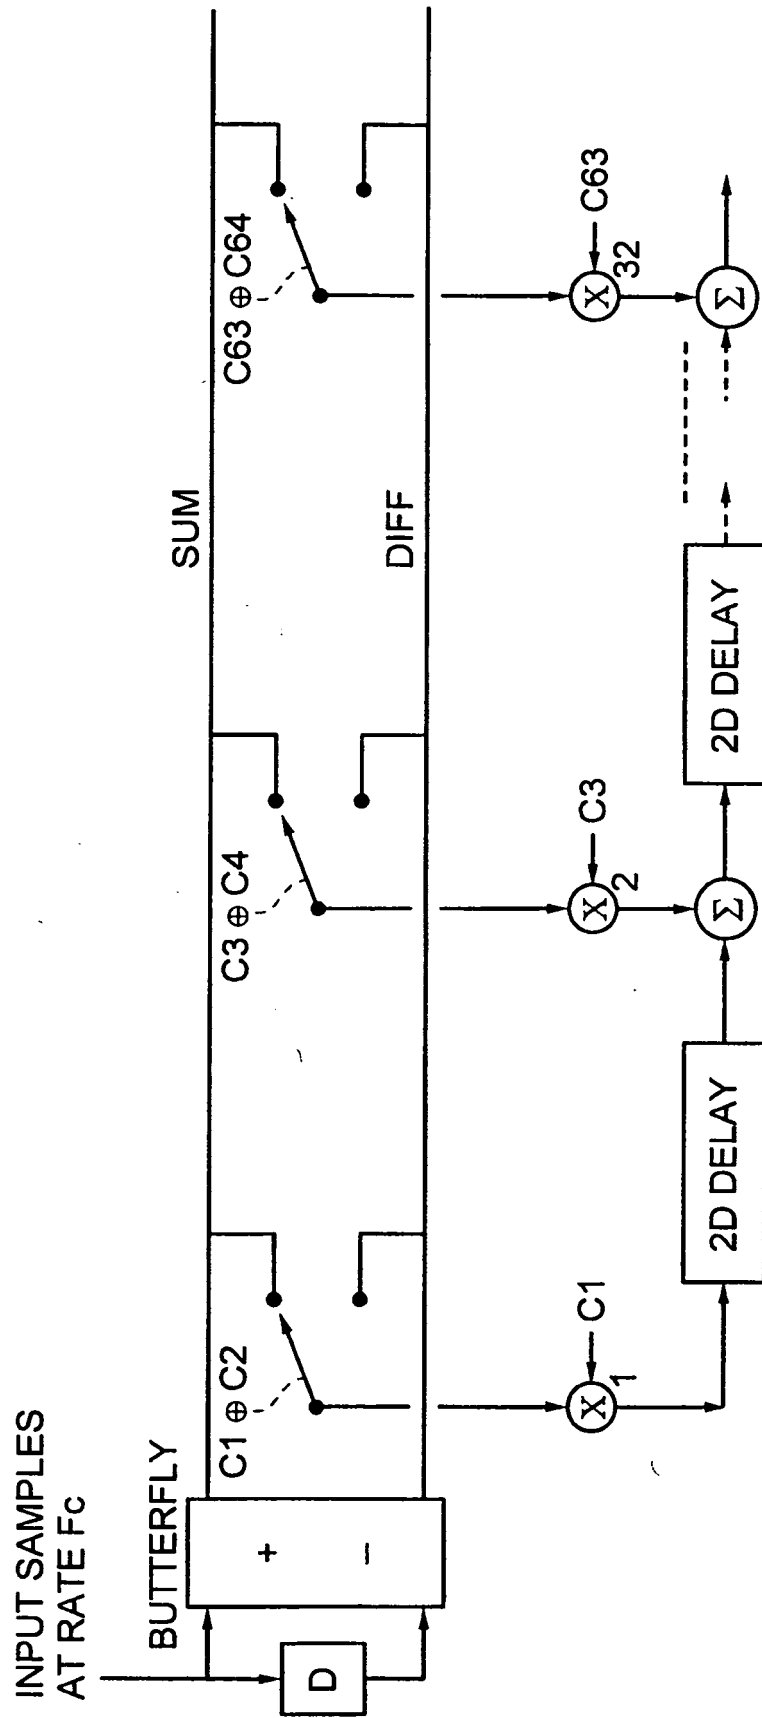 INPUT SAMPLES
AT RATE Fc
BUTTERFLY
D
+
−
SUM
DIFF
C1 ⊕ C2
C3 ⊕ C4
C63 ⊕ C64
X
1
C1
X
2
C3
X
32
C63
2D DELAY
Σ
2D DELAY
Σ